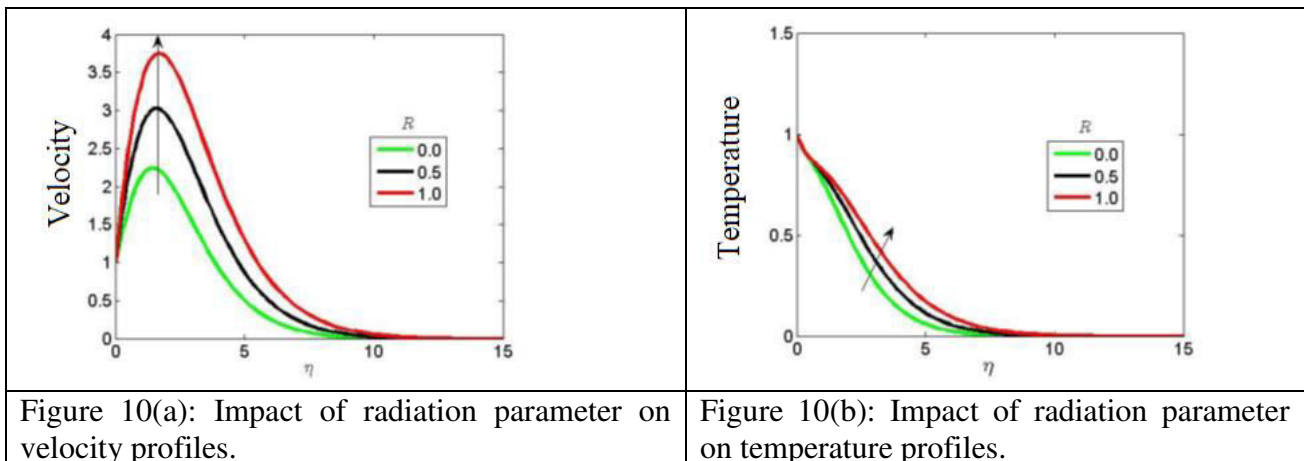 4
3.5
3
2.5
2
1.5
1
0.5
0
0
5
10
15
Velocity
η
R
0.0
0.5
1.0
1.5
1
0.5
0
0
5
10
15
Temperature
η
R
0.0
0.5
1.0
Figure 10(a): Impact of radiation parameter on
velocity profiles.
Figure 10(b): Impact of radiation parameter
on temperature profiles.